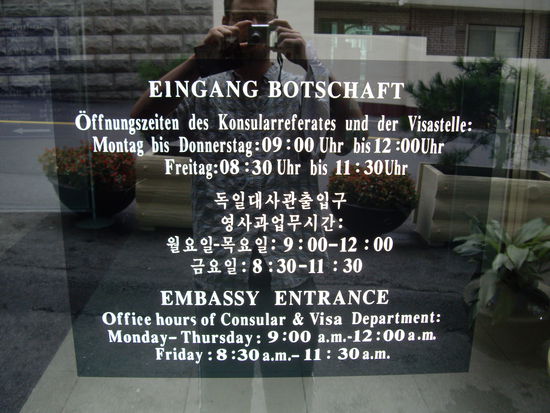 EINGANG BOTSCHAFT
Öffnungszeiten des Konsularreferates und der Visastelle:
Montag bis Donnerstag:09:00 Uhr bis 12:00Uhr
Freitag:08:30 Uhr bis 11:30Uhr
독일대사관출입구
영사과업무시간:
월요일-목요일: 9:00-12:00
금요일: 8:30-11:30
EMBASSY ENTRANCE
Office hours of Consular & Visa Department:
Monday-Thursday: 9:00 a.m.-12:00 a.m.
Friday: 8:30 a.m.- 11:30 a.m.